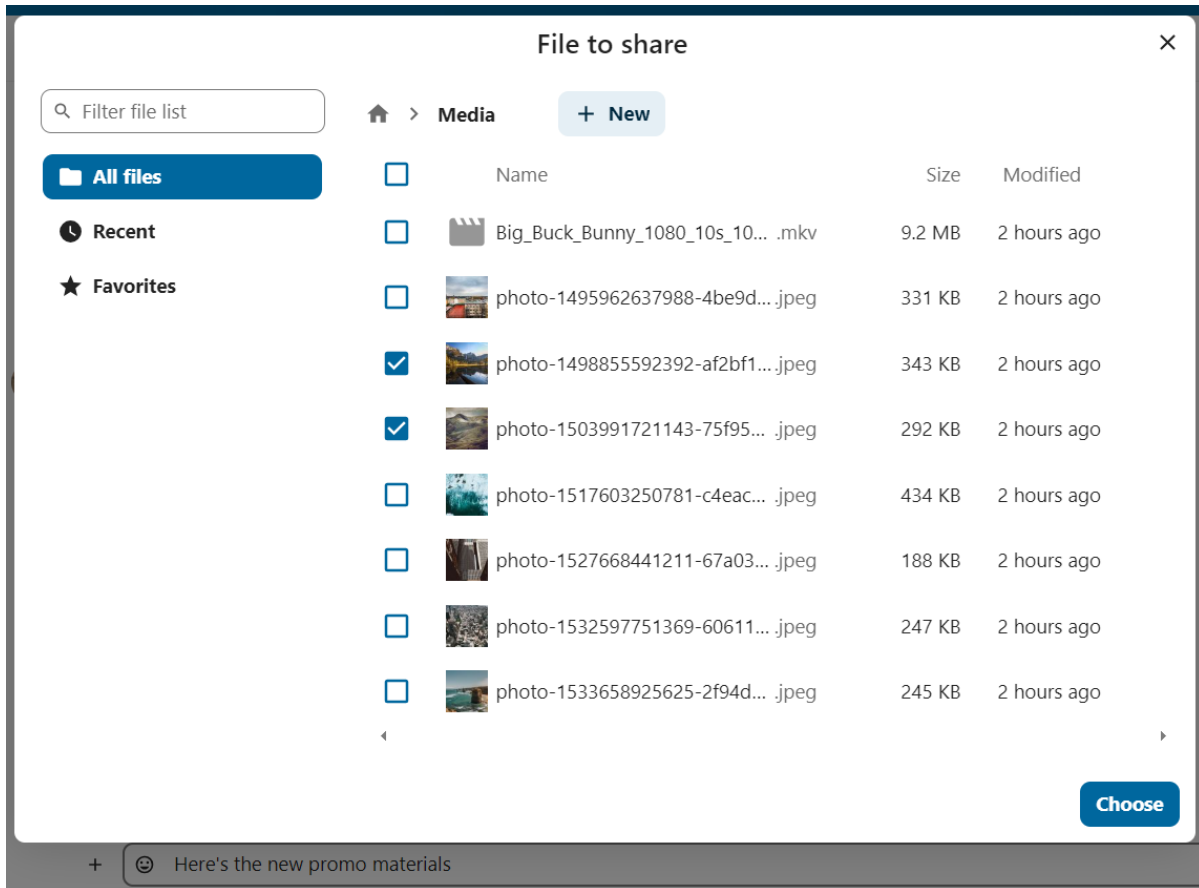 File to share
Filter file list
Media
+ New
All files
Recent
Favorites
Name Size Modified
Big_Buck_Bunny_1080_10s_10... .mkv 9.2 MB 2 hours ago
photo-1495962637988-4be9d... .jpeg 331 KB 2 hours ago
photo-1498855592392-af2bf1... .jpeg 343 KB 2 hours ago
photo-1503991721143-75f95... .jpeg 292 KB 2 hours ago
photo-1517603250781-c4eac... .jpeg 434 KB 2 hours ago
photo-1527668441211-67a03... .jpeg 188 KB 2 hours ago
photo-1532597751369-60611... .jpeg 247 KB 2 hours ago
photo-1533658925625-2f94d... .jpeg 245 KB 2 hours ago
Choose
Here's the new promo materials